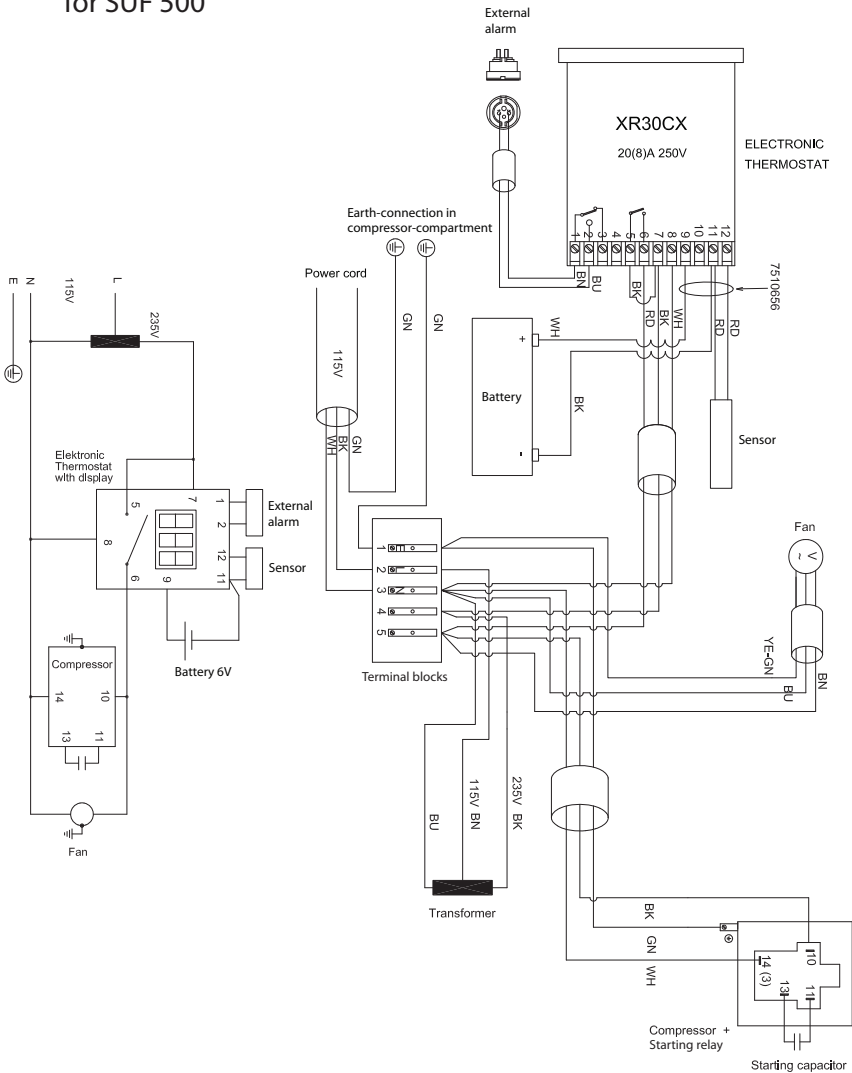 for SUF 500
External
alarm
XR30CX
20(8)A 250V
ELECTRONIC
THERMOSTAT
1 2 3 4 5 6 7 8 9 10 11 12
BN
BU
BK
RD
BK
WH
RD
RD
7510656
Earth-connection in
compressor-compartment
Power cord
115V
WH
BK
GN
GN
GN
WH
BK
Battery
+
-
Sensor
E
N
115V
L
235V
Elektronic
Thermostat
with display
5
7
8
6
9
1
2
12
11
External
alarm
Sensor
Battery 6V
Compressor
14
10
13
11
Fan
1 E
2 L
3 N
4
5
Terminal blocks
Fan
V
~
YE-GN
BU
BN
BU
115V BN
235V BK
Transformer
BK
GN
WH
10
14 (3)
13
11
Compressor +
Starting relay
Starting capacitor